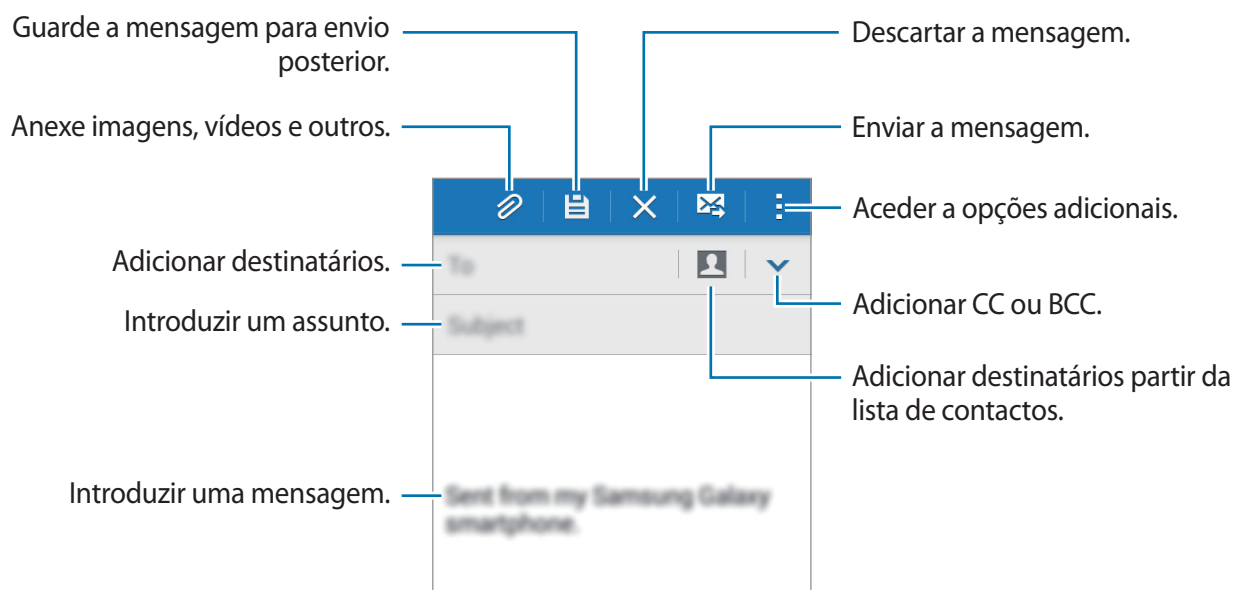 Guarde a mensagem para envio
posterior.
Descartar a mensagem.
Anexe imagens, vídeos e outros.
Enviar a mensagem.
Aceder a opções adicionais.
Adicionar destinatários.
To
Adicionar CC ou BCC.
Introduzir um assunto.
Subject
Adicionar destinatários partir da
lista de contactos.
Introduzir uma mensagem.
Sent from my Samsung Galaxy
smartphone.